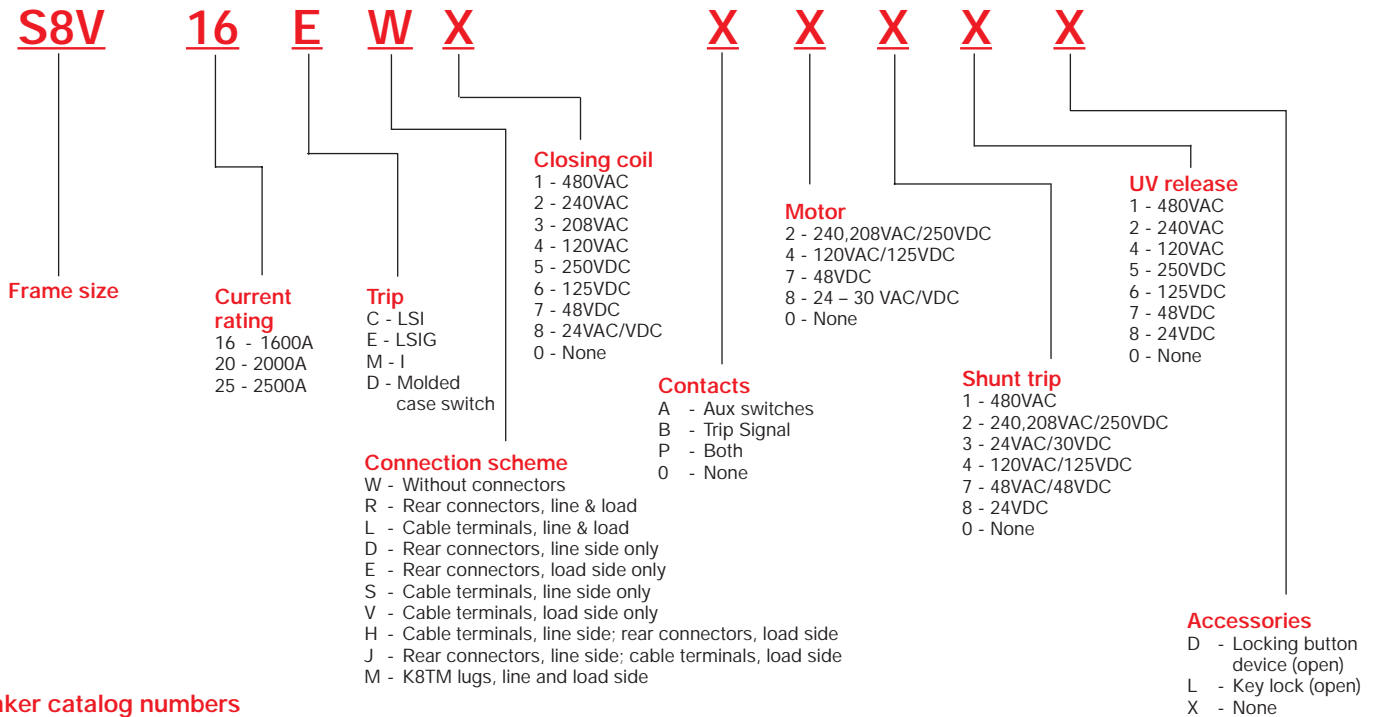 S8V 16 E W X X X X X X
Frame size
Current
rating
16 - 1600A
20 - 2000A
25 - 2500A
Trip
C - LSI
E - LSIG
M - I
D - Molded
case switch
Connection scheme
W - Without connectors
R - Rear connectors, line & load
L - Cable terminals, line & load
D - Rear connectors, line side only
E - Rear connectors, load side only
S - Cable terminals, line side only
V - Cable terminals, load side only
H - Cable terminals, line side; rear connectors, load side
J - Rear connectors, line side; cable terminals, load side
M - K8TM lugs, line and load side
Closing coil
1 - 480VAC
2 - 240VAC
3 - 208VAC
4 - 120VAC
5 - 250VDC
6 - 125VDC
7 - 48VDC
8 - 24VAC/VDC
0 - None
Contacts
A - Aux switches
B - Trip Signal
P - Both
0 - None
Motor
2 - 240,208VAC/250VDC
4 - 120VAC/125VDC
7 - 48VDC
8 - 24 – 30 VAC/VDC
0 - None
Shunt trip
1 - 480VAC
2 - 240,208VAC/250VDC
3 - 24VAC/30VDC
4 - 120VAC/125VDC
7 - 48VAC/48VDC
8 - 24VDC
0 - None
UV release
1 - 480VAC
2 - 240VAC
4 - 120VAC
5 - 250VDC
6 - 125VDC
7 - 48VDC
8 - 24VDC
0 - None
Accessories
D - Locking button
device (open)
L - Key lock (open)
X - None
catalog numbers